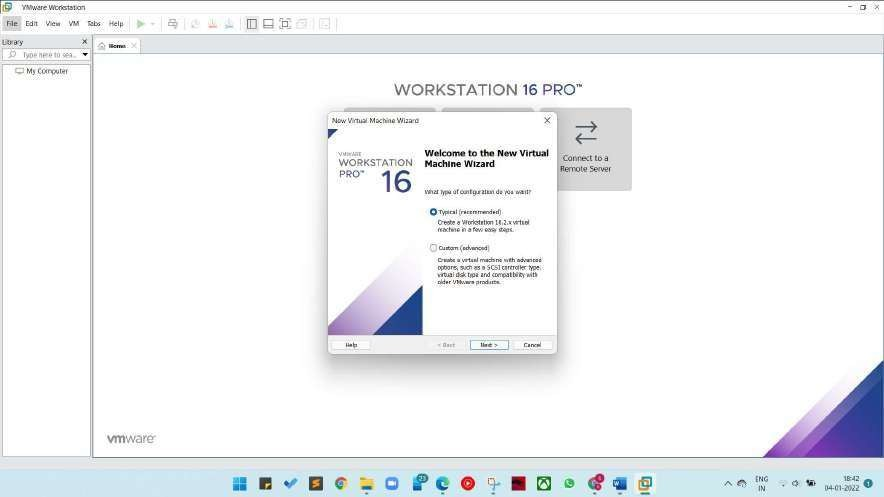 VMware Workstation
File Edit View VM Tabs Help
Library
Type here to sea...
My Computer
Home
WORKSTATION 16 PRO™
Connect to a
Remote Server
New Virtual Machine Wizard
VMWARE
WORKSTATION
PRO™ 16
Welcome to the New Virtual
Machine Wizard
What type of configuration do you want?
Typical (recommended)
Create a Workstation 16.2.x virtual
machine in a few easy steps.
Custom (advanced)
Create a virtual machine with advanced
options, such as a SCSI controller type,
virtual disk type and compatibility with
older VMware products.
Help < Back Next > Cancel
vmware
ENG
IN
18:42
04-01-2022